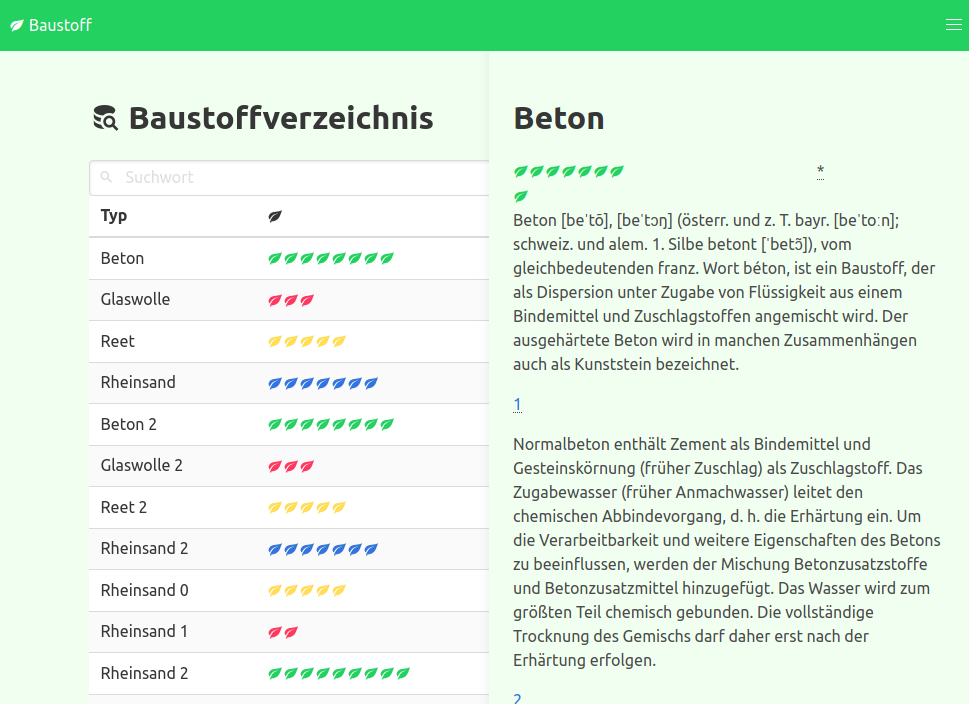 Baustoff
Baustoffverzeichnis
Suchwort
Typ
Beton
Glaswolle
Reet
Rheinsand
Beton 2
Glaswolle 2
Reet 2
Rheinsand 2
Rheinsand 0
Rheinsand 1
Rheinsand 2
Beton
*
Beton [beˈtõ], [beˈtɔŋ] (österr. und z. T. bayr. [beˈtoːn];
schweiz. und alem. 1. Silbe betont [ˈbetɔ̃]), vom
gleichbedeutenden franz. Wort béton, ist ein Baustoff, der
als Dispersion unter Zugabe von Flüssigkeit aus einem
Bindemittel und Zuschlagstoffen angemischt wird. Der
ausgehärtete Beton wird in manchen Zusammenhängen
auch als Kunststein bezeichnet.
1
Normalbeton enthält Zement als Bindemittel und
Gesteinskörnung (früher Zuschlag) als Zuschlagstoff. Das
Zugabewasser (früher Anmachwasser) leitet den
chemischen Abbindevorgang, d. h. die Erhärtung ein. Um
die Verarbeitbarkeit und weitere Eigenschaften des Betons
zu beeinflussen, werden der Mischung Betonzusatzstoffe
und Betonzusatzmittel hinzugefügt. Das Wasser wird zum
größten Teil chemisch gebunden. Die vollständige
Trocknung des Gemischs darf daher erst nach der
Erhärtung erfolgen.
2